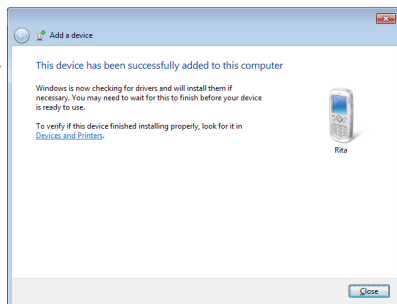 Add a device
This device has been successfully added to this computer
Windows is now checking for drivers and will install them if
necessary. You may need to wait for this to finish before your device
is ready to use.
To verify if this device finished installing properly, look for it in
Devices and Printers.
Rita
Close